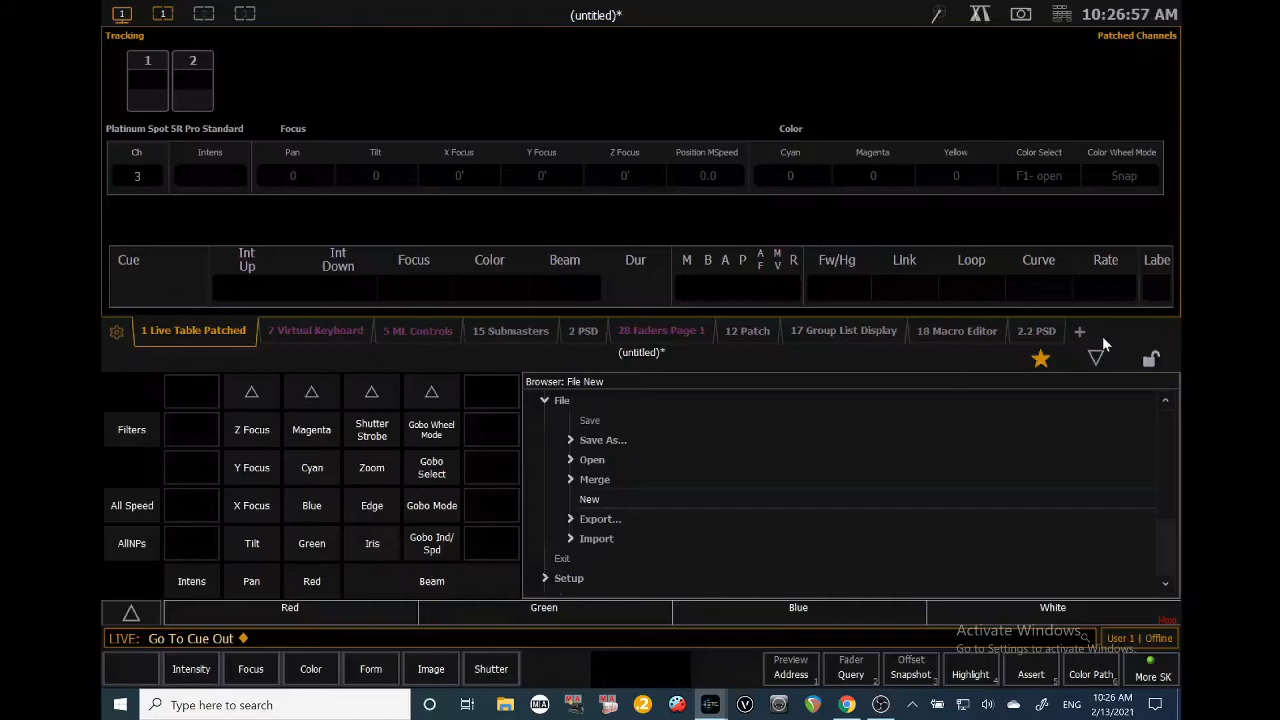 1 1 2 3 (untitled)* 10:26:57 AM
Tracking Patched Channels
1 2
Platinum Spot 5R Pro Standard Focus Color
Ch Intens Pan Tilt X Focus Y Focus Z Focus Position MSpeed Cyan Magenta Yellow Color Select Color Wheel Mode
3 0 0 0' 0' 0' 0.0 0 0 0 F1- open Snap
Cue Int Up Int Down Focus Color Beam Dur M B A P A F M V R Fw/Hg Link Loop Curve Rate Labe
1 Live Table Patched 7 Virtual Keyboard 5 ML Controls 15 Submasters 2 PSD 28 Faders Page 1 12 Patch 17 Group List Display 18 Macro Editor 2.2 PSD +
(untitled)*
Browser: File New
File
Save
Save As...
Open
Merge
New
Export...
Import
Exit
Setup
Filters Z Focus Magenta Shutter Strobe Gobo Wheel Mode
Y Focus Cyan Zoom Gobo Select
All Speed X Focus Blue Edge Gobo Mode
AllNPs Tilt Green Iris Gobo Ind/ Spd
Intens Pan Red Beam
Red Green Blue White
LIVE: Go To Cue Out User 1 | Offline
Activate Windows
Go to Settings to activate Windows.
Intensity Focus Color Form Image Shutter Preview Address 1 Fader Query 2 Offset Snapshot 3 Highlight 4 Assert 5 Color Path 6 More SK
Type here to search ENG 10:26 AM
2/13/2021